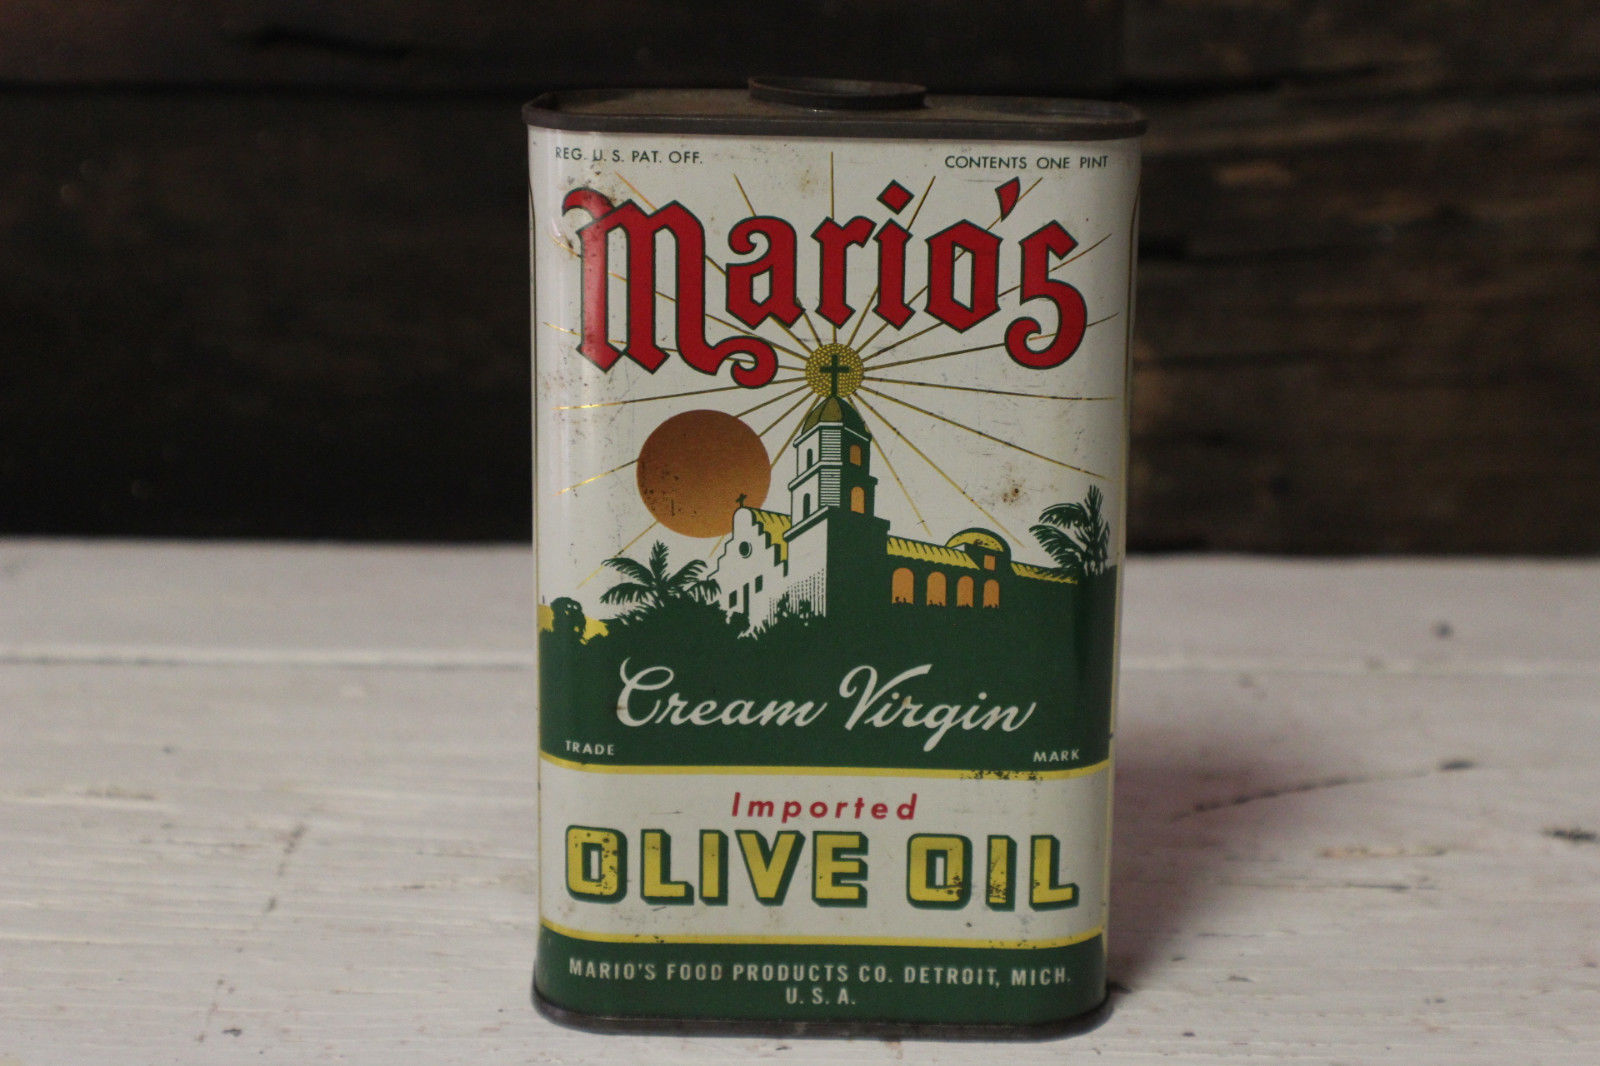 REG. U. S. PAT. OFF.
CONTENTS ONE PINT
Mario's
Cream Virgin
TRADE MARK
Imported
OLIVE OIL
MARIO'S FOOD PRODUCTS CO. DETROIT, MICH.
U. S. A.